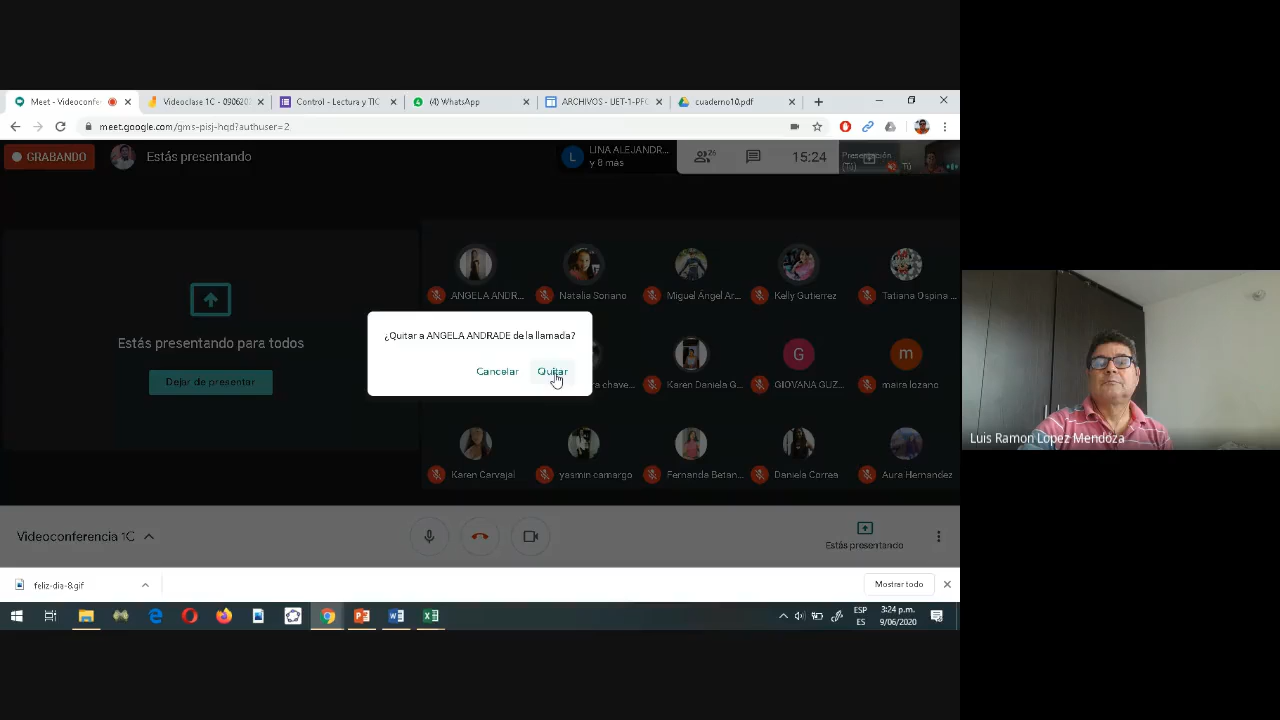 Meet - Videoconfe
Videoclase 1C - 090620
Control - Lectura y TIC
(4) WhatsApp
ARCHIVOS - UET-1-PFC
cuaderno10.pdf
meet.google.com/gms-pisj-hqd?authuser=2
GRABANDO
Estás presentando
L
LINA ALEJANDR...
y 8 más
26
15:24
Presentación
(Tú)
Tú
ANGELA ANDR...
Natalia Soriano
Miguel Ángel Ar...
Kelly Gutierrez
Tatiana Ospina ...
Estás presentando para todos
Dejar de presentar
¿Quitar a ANGELA ANDRADE de la llamada?
Cancelar
Quitar
Karen Daniela G...
G
GIOVANA GUZ...
m
maira lozano
Karen Carvajal
yasmin camargo
Fernanda Betan...
Daniela Correa
Aura Hernandez
Luis Ramon Lopez Mendoza
Videoconferencia 1C
Estás presentando
feliz-dia-8.gif
Mostrar todo
ESP
ES
3:24 p.m.
9/06/2020